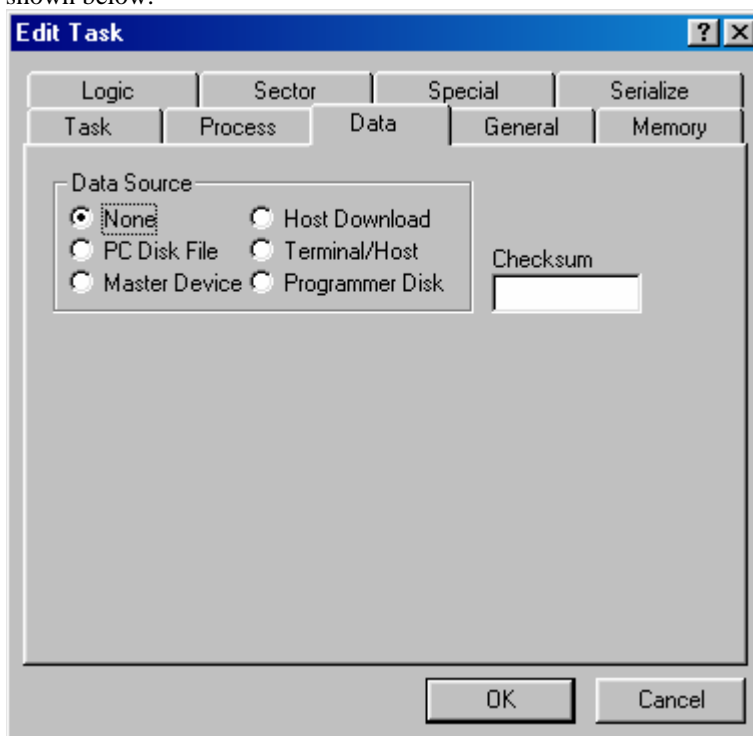 shown below:
Edit Task
Logic Sector Special Serialize
Task Process Data General Memory
Data Source
None Host Download
PC Disk File Terminal/Host
Master Device Programmer Disk
Checksum
OK Cancel